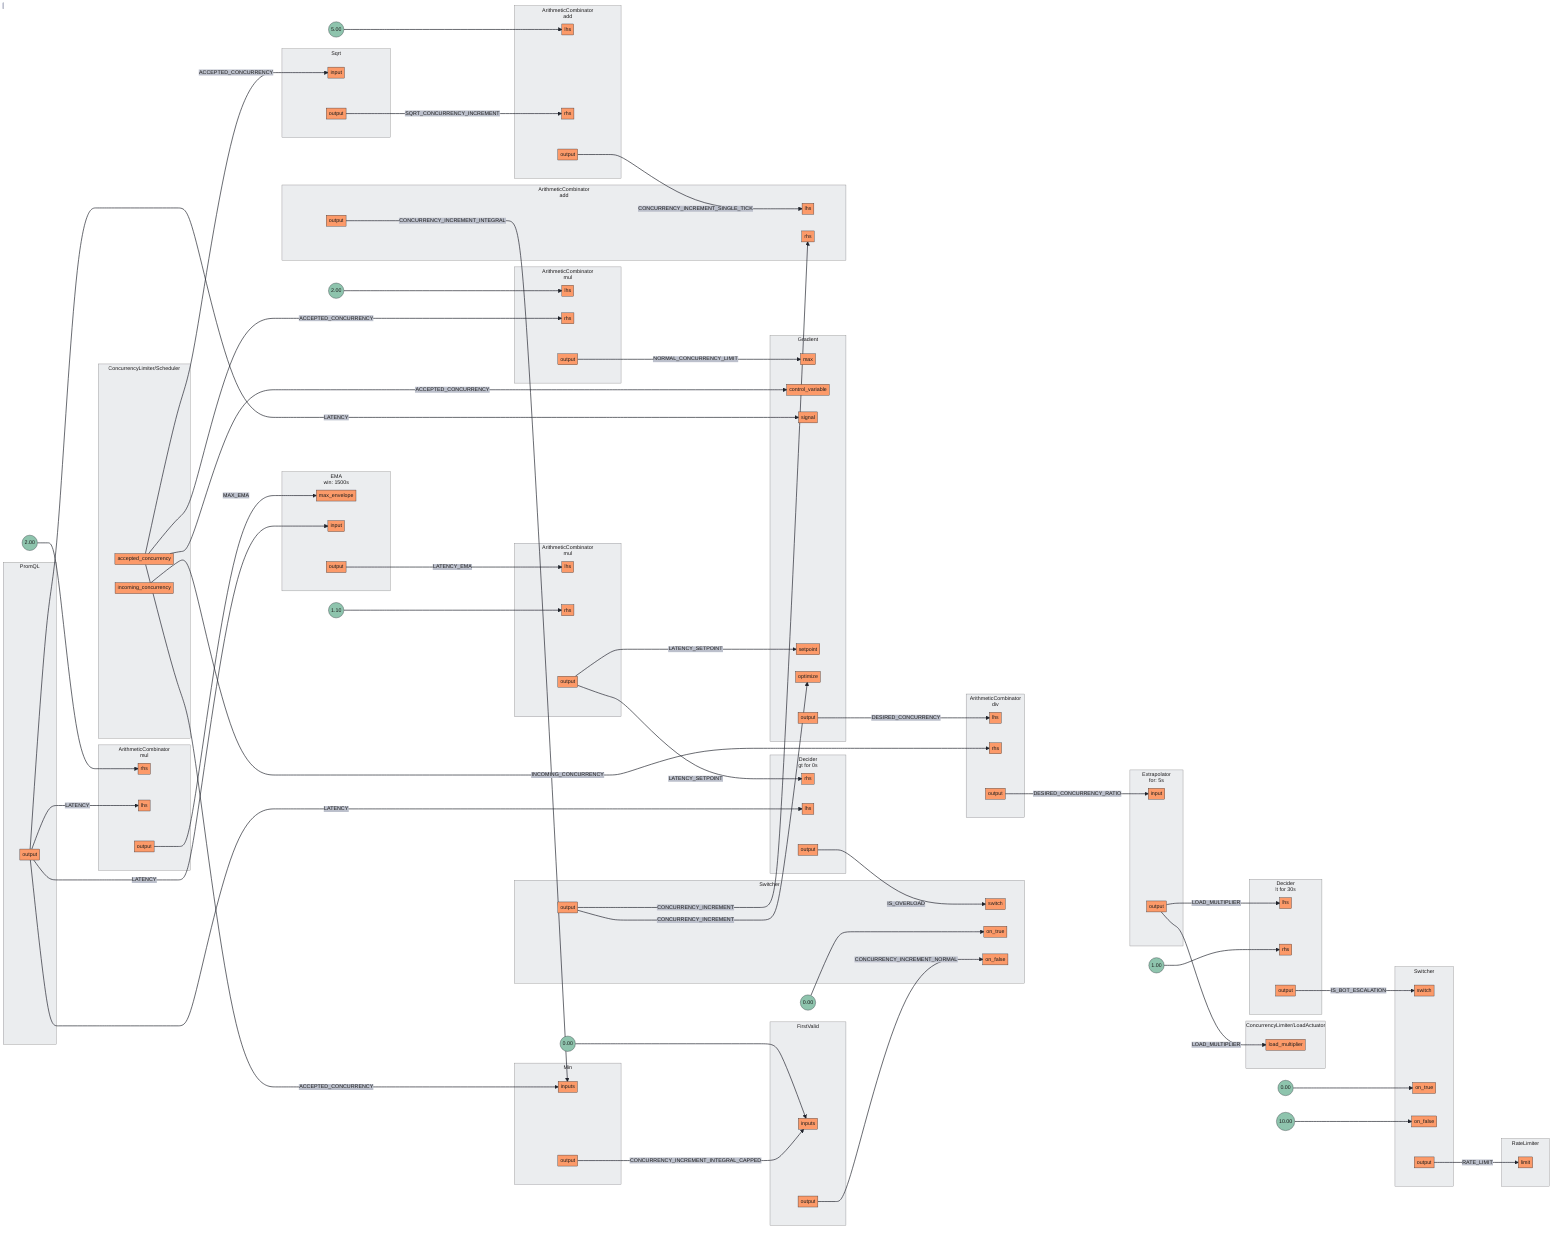 ArithmeticCombinator
add
5.00
lhs
Sqrt
ACCEPTED_CONCURRENCY
input
output
SQRT_CONCURRENCY_INCREMENT
rhs
output
ArithmeticCombinator
add
CONCURRENCY_INCREMENT_SINGLE_TICK
lhs
output
CONCURRENCY_INCREMENT_INTEGRAL
rhs
ArithmeticCombinator
mul
2.00
lhs
ACCEPTED_CONCURRENCY
rhs
Gradient
output
NORMAL_CONCURRENCY_LIMIT
max
ConcurrencyLimiter/Scheduler
ACCEPTED_CONCURRENCY
control_variable
LATENCY
signal
EMA
win: 1500s
MAX_EMA
max_envelope
input
2.00
ArithmeticCombinator
mul
accepted_concurrency
PromQL
output
LATENCY_EMA
lhs
incoming_concurrency
1.10
rhs
LATENCY_SETPOINT
setpoint
optimize
output
ArithmeticCombinator
div
output
DESIRED_CONCURRENCY
lhs
ArithmeticCombinator
mul
rhs
Decider
gt for 0s
rhs
INCOMING_CONCURRENCY
LATENCY_SETPOINT
rhs
Extrapolator
for: 5s
output
DESIRED_CONCURRENCY_RATIO
input
LATENCY
lhs
LATENCY
lhs
output
output
output
LATENCY
Switcher
Decider
lt for 30s
output
CONCURRENCY_INCREMENT
CONCURRENCY_INCREMENT
IS_OVERLOAD
switch
output
LOAD_MULTIPLIER
lhs
on_true
rhs
CONCURRENCY_INCREMENT_NORMAL
on_false
1.00
Switcher
output
IS_BOT_ESCALATION
switch
0.00
FirstValid
ConcurrencyLimiter/LoadActuator
0.00
LOAD_MULTIPLIER
load_multiplier
Min
ACCEPTED_CONCURRENCY
inputs
0.00
on_true
inputs
10.00
on_false
RateLimiter
output
CONCURRENCY_INCREMENT_INTEGRAL_CAPPED
output
RATE_LIMIT
limit
output